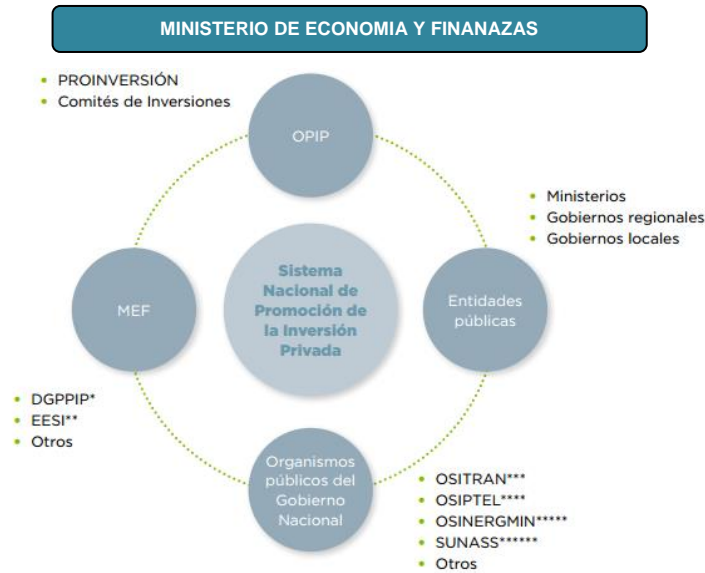 MINISTERIO DE ECONOMIA Y FINANAZAS
• PROINVERSIÓN
• Comités de Inversiones
OPIP
• Ministerios
• Gobiernos regionales
• Gobiernos locales
Sistema
Nacional de
Promoción de
la Inversión
Privada
MEF
Entidades
públicas
• DGPPIP*
• EESI**
• Otros
Organismos
públicos del
Gobierno
Nacional
• OSITRAN***
• OSIPTEL****
• OSINERGMIN*****
• SUNASS******
• Otros